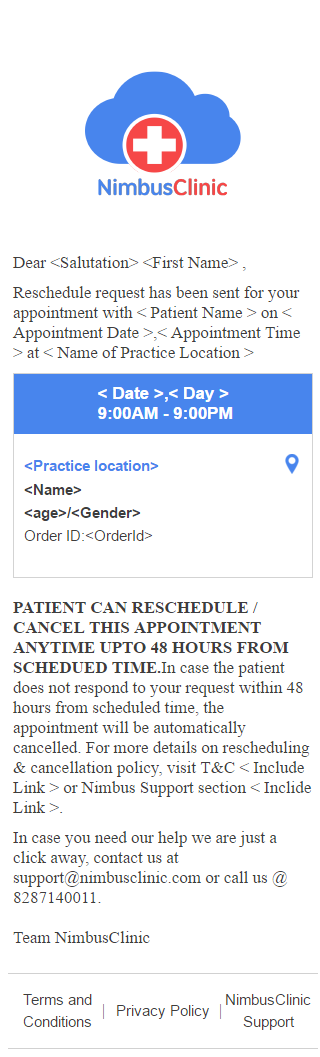 NimbusClinic
Dear <Salutation> <First Name> ,
Reschedule request has been sent for your
appointment with < Patient Name > on <
Appointment Date >,< Appointment Time
> at < Name of Practice Location >
< Date >,< Day >
9:00AM - 9:00PM
<Practice location>
<Name>
<age>/<Gender>
Order ID:<OrderId>
PATIENT CAN RESCHEDULE /
CANCEL THIS APPOINTMENT
ANYTIME UPTO 48 HOURS FROM
SCHEDUED TIME.In case the patient
does not respond to your request within 48
hours from scheduled time, the
appointment will be automatically
cancelled. For more details on rescheduling
& cancellation policy, visit T&C < Include
Link > or Nimbus Support section < Inclide
Link >.
In case you need our help we are just a
click away, contact us at
support@nimbusclinic.com or call us @
8287140011.
Team NimbusClinic
Terms and
Conditions
Privacy Policy
NimbusClinic
Support